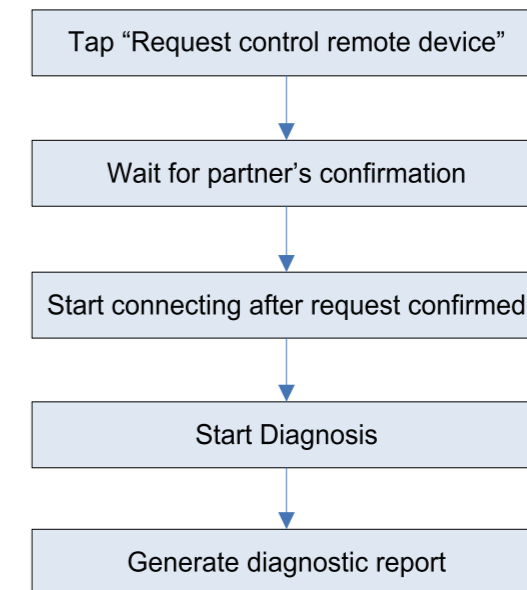 Tap “Request control remote device”
Wait for partner’s confirmation
Start connecting after request confirmed
Start Diagnosis
Generate diagnostic report